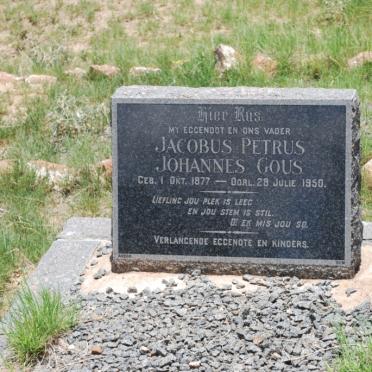 Hier Rus
MY EGGENOOT EN ONS VADER
JACOBUS PETRUS
JOHANNES GOUS
GEB. 1 OKT. 1877 — OORL. 28 JULIE 1950.
LIEFLING JOU PLEK IS LEEG
EN JOU STEM IS STIL.
O! EK MIS JOU SO.
VERLANGENDE EGGENOTE EN KINDERS.